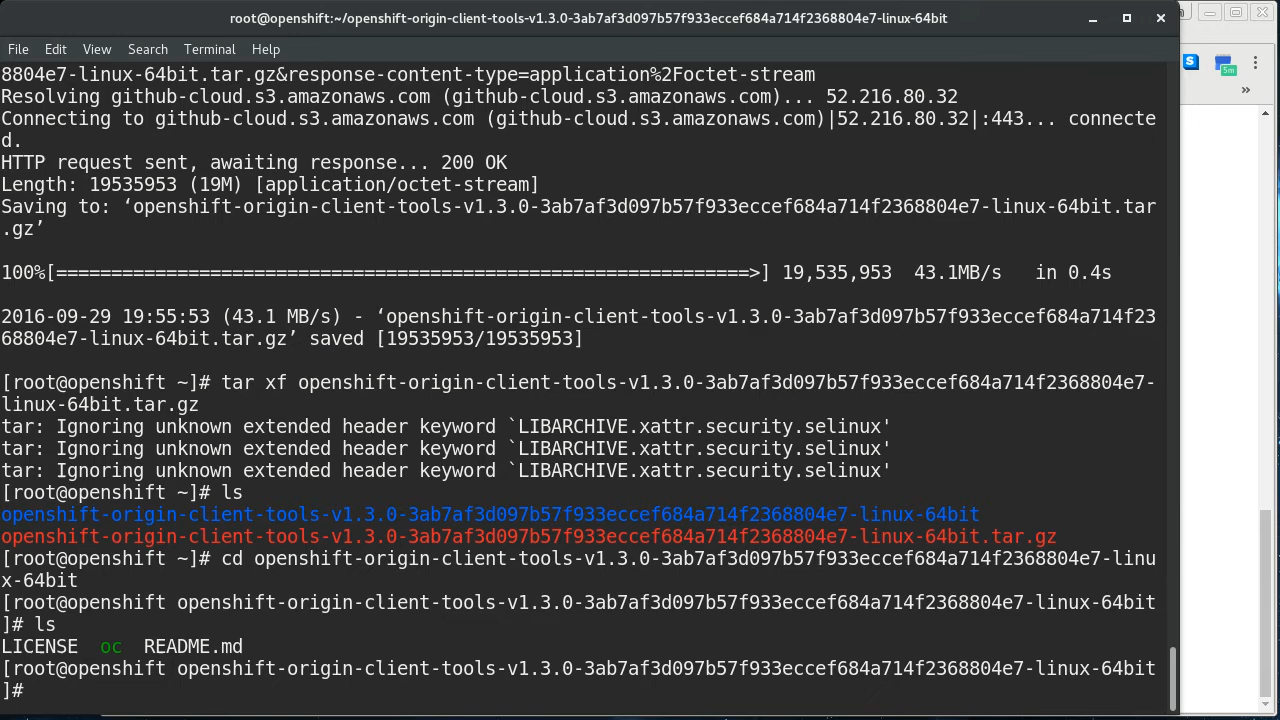 root@openshift:~/openshift-origin-client-tools-v1.3.0-3ab7af3d097b57f933eccef684a714f2368804e7-linux-64bit
File Edit View Search Terminal Help
8804e7-linux-64bit.tar.gz&response-content-type=application%2Foctet-stream
Resolving github-cloud.s3.amazonaws.com (github-cloud.s3.amazonaws.com)... 52.216.80.32
Connecting to github-cloud.s3.amazonaws.com (github-cloud.s3.amazonaws.com)|52.216.80.32|:443... connecte
d.
HTTP request sent, awaiting response... 200 OK
Length: 19535953 (19M) [application/octet-stream]
Saving to: ‘openshift-origin-client-tools-v1.3.0-3ab7af3d097b57f933eccef684a714f2368804e7-linux-64bit.tar
.gz’
100%[===============================================================>] 19,535,953  43.1MB/s   in 0.4s
2016-09-29 19:55:53 (43.1 MB/s) - ‘openshift-origin-client-tools-v1.3.0-3ab7af3d097b57f933eccef684a714f23
68804e7-linux-64bit.tar.gz’ saved [19535953/19535953]
[root@openshift ~]# tar xf openshift-origin-client-tools-v1.3.0-3ab7af3d097b57f933eccef684a714f2368804e7-
linux-64bit.tar.gz
tar: Ignoring unknown extended header keyword `LIBARCHIVE.xattr.security.selinux'
tar: Ignoring unknown extended header keyword `LIBARCHIVE.xattr.security.selinux'
tar: Ignoring unknown extended header keyword `LIBARCHIVE.xattr.security.selinux'
[root@openshift ~]# ls
openshift-origin-client-tools-v1.3.0-3ab7af3d097b57f933eccef684a714f2368804e7-linux-64bit
openshift-origin-client-tools-v1.3.0-3ab7af3d097b57f933eccef684a714f2368804e7-linux-64bit.tar.gz
[root@openshift ~]# cd openshift-origin-client-tools-v1.3.0-3ab7af3d097b57f933eccef684a714f2368804e7-linu
x-64bit
[root@openshift openshift-origin-client-tools-v1.3.0-3ab7af3d097b57f933eccef684a714f2368804e7-linux-64bit
]# ls
LICENSE  oc  README.md
[root@openshift openshift-origin-client-tools-v1.3.0-3ab7af3d097b57f933eccef684a714f2368804e7-linux-64bit
]#
S
5m
»